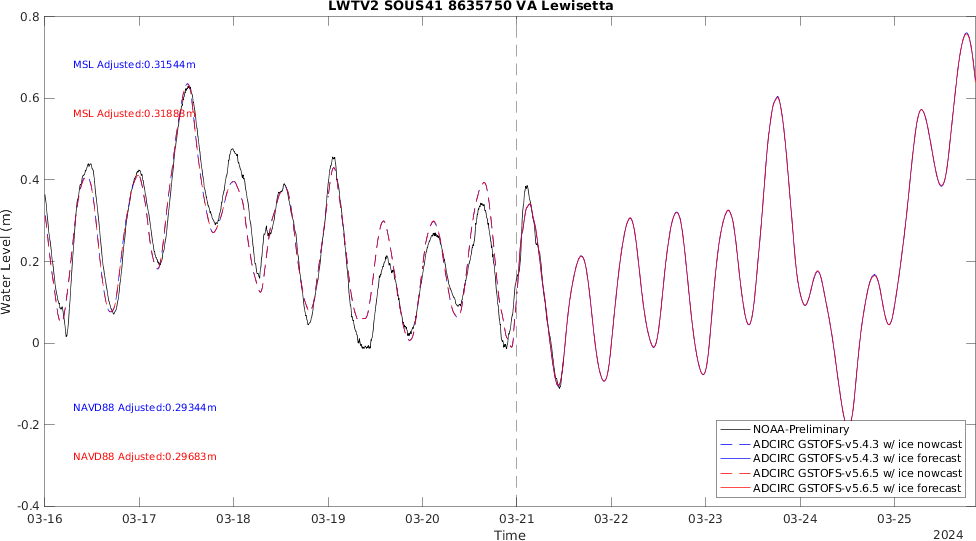 LWTV2 SOUS41 8635750 VA Lewisetta
0.8
0.6
0.4
0.2
0
-0.2
-0.4
Water Level (m)
MSL Adjusted:0.31544m
MSL Adjusted:0.31883m
NAVD88 Adjusted:0.29344m
NAVD88 Adjusted:0.29683m
NOAA-Preliminary
ADCIRC GSTOFS-v5.4.3 w/ ice nowcast
ADCIRC GSTOFS-v5.4.3 w/ ice forecast
ADCIRC GSTOFS-v5.6.5 w/ ice nowcast
ADCIRC GSTOFS-v5.6.5 w/ ice forecast
03-16 03-17 03-18 03-19 03-20 03-21 03-22 03-23 03-24 03-25
Time
2024